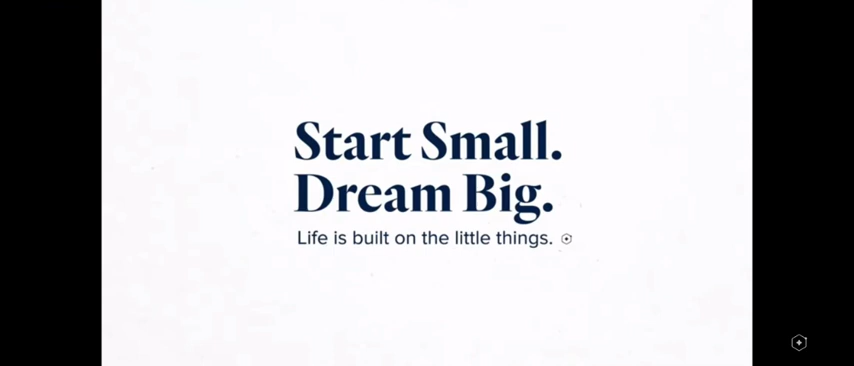 Start Small.
Dream Big.
Life is built on the little things.